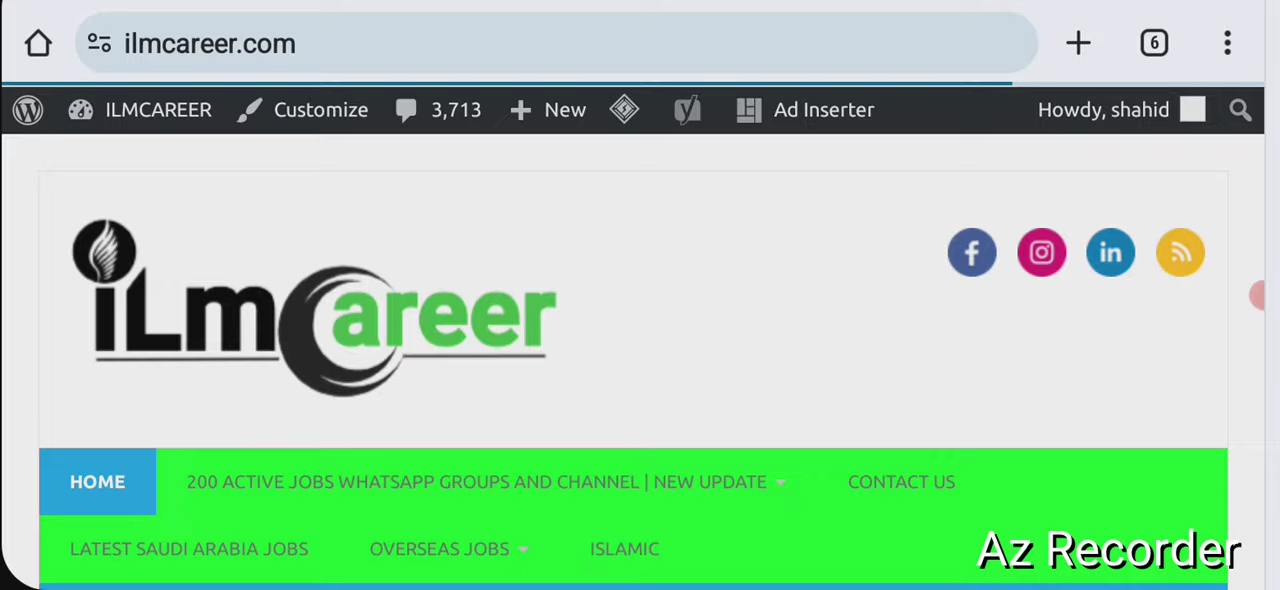 ilmcareer.com
6
ILMCAREER Customize 3,713 New Ad Inserter Howdy, shahid
iLmCareer
HOME 200 ACTIVE JOBS WHATSAPP GROUPS AND CHANNEL | NEW UPDATE CONTACT US
LATEST SAUDI ARABIA JOBS OVERSEAS JOBS ISLAMIC
Az Recorder